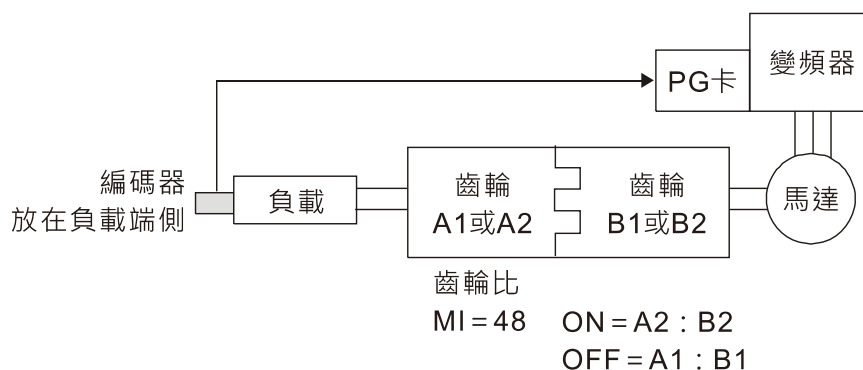 變頻器
PG卡
編碼器
放在負載端側
負載
齒輪
A1或A2
齒輪
B1或B2
馬達
齒輪比
MI=48 ON=A2:B2
OFF=A1:B1